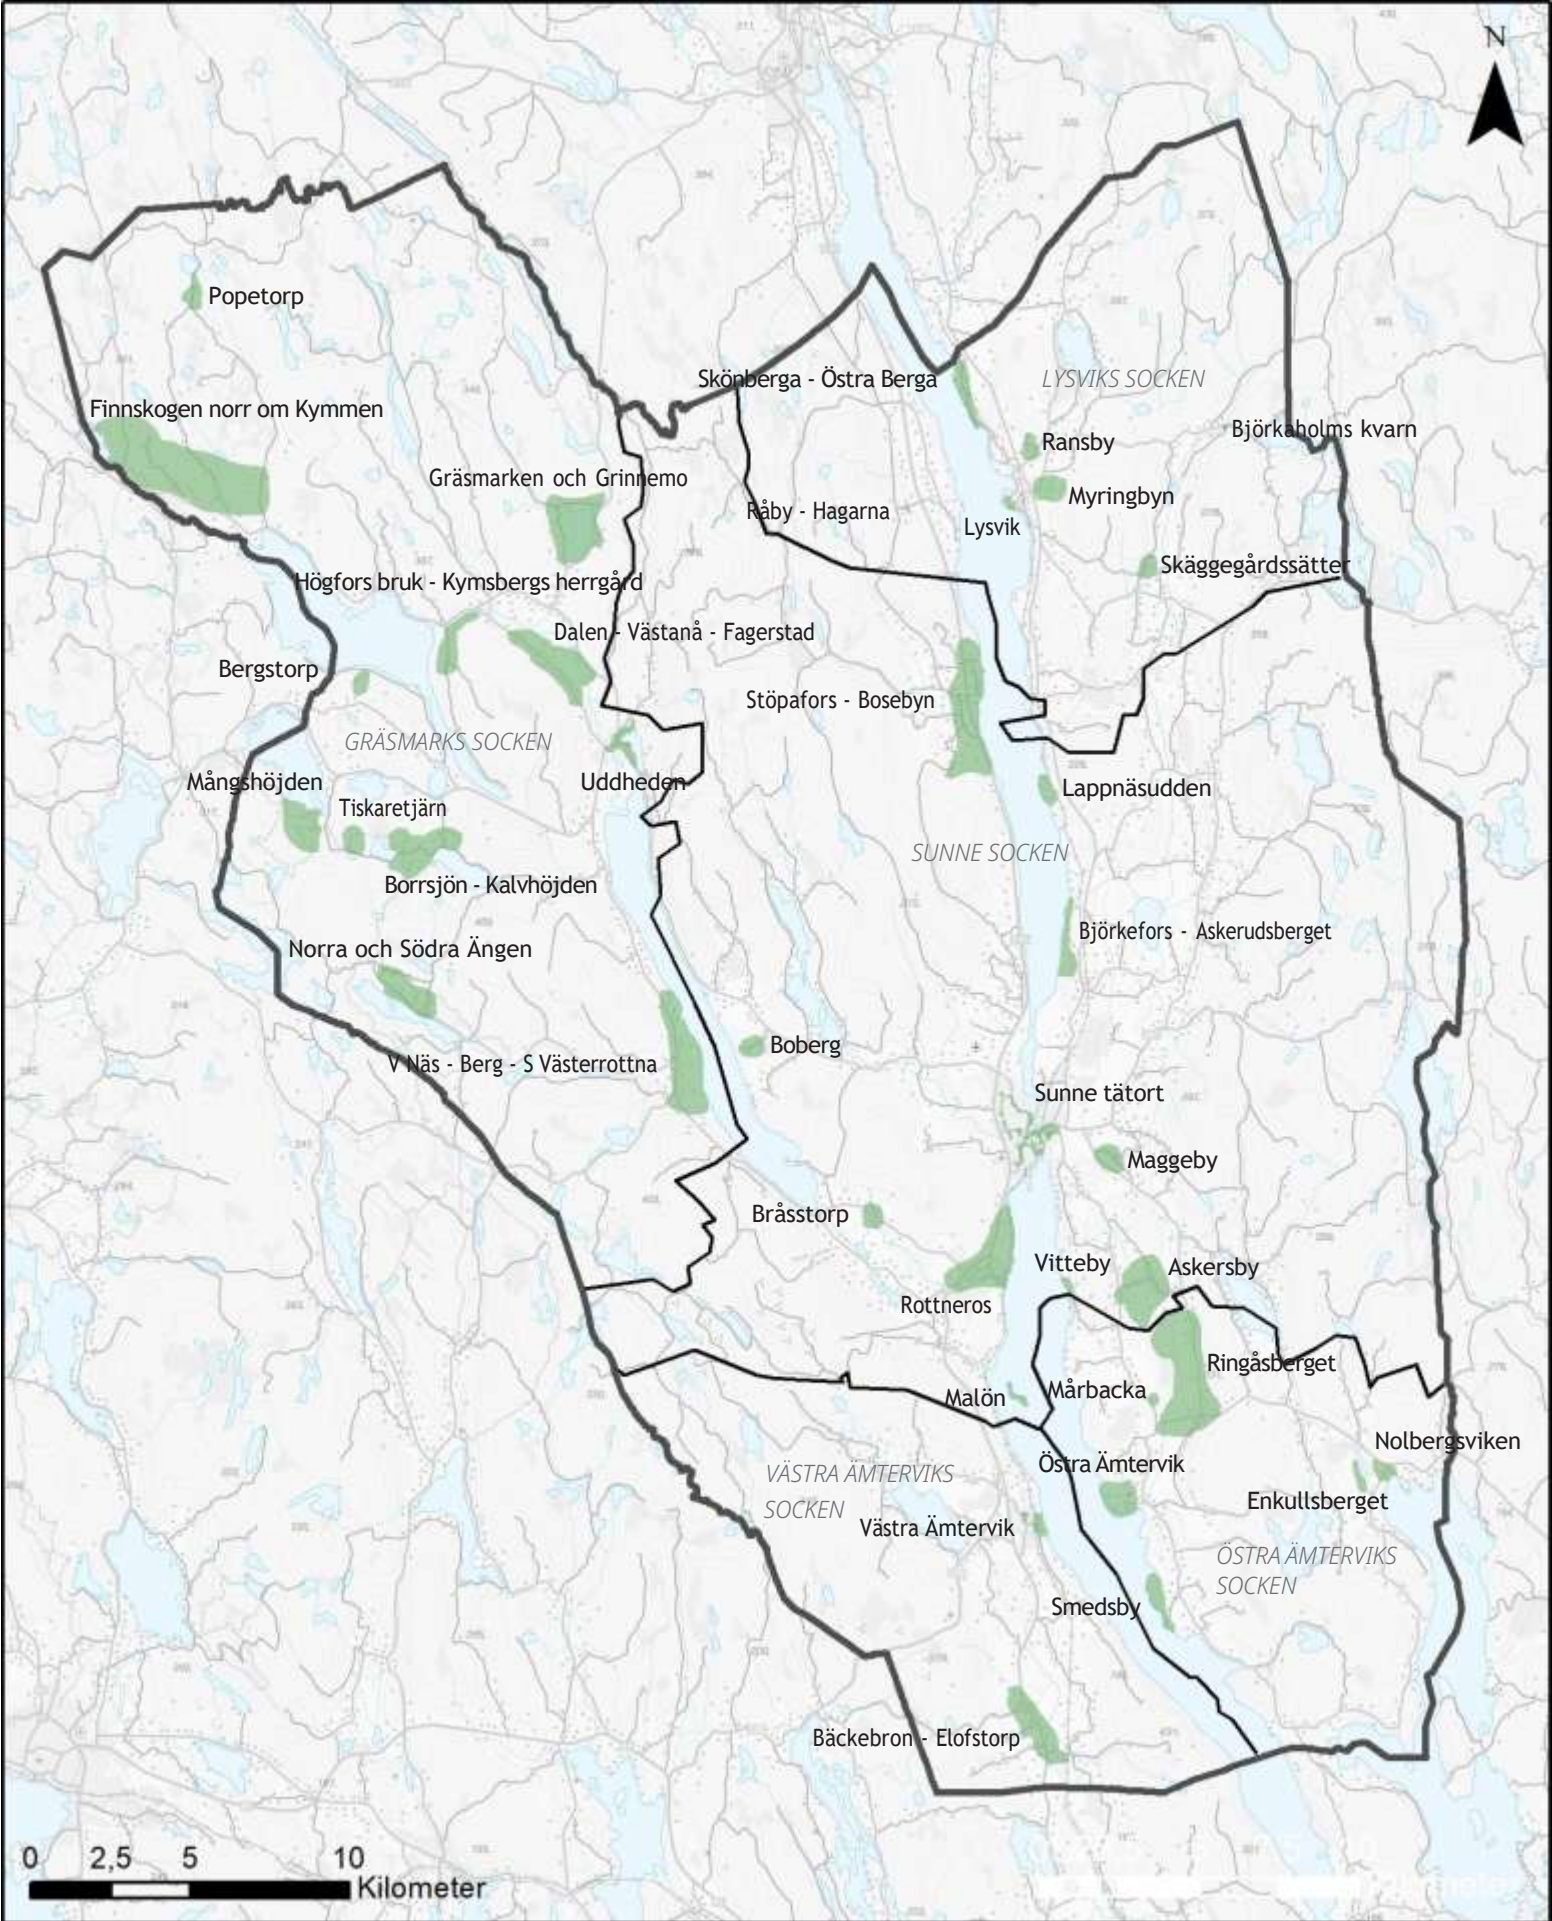 N
Popetorp
Skönberga - Östra Berga
LYSVIKS SOCKEN
Finnskogen norr om Kymmen
Björkaholms kvarn
Ransby
Gräsmarken och Grinnemo
Myringbyn
Råby - Hagarna
Lysvik
Skäggegårdssätter
Högfors bruk - Kymsbergs herrgård
Dalen - Västanå - Fagerstad
Bergstorp
Stöpafors - Bosebyn
GRÄSMARKS SOCKEN
Mångshöjden
Uddheden
Lappnäsudden
Tiskaretjärn
SUNNE SOCKEN
Borrsjön - Kalvhöjden
Björkefors - Askerudsberget
Norra och Södra Ängen
Boberg
V Näs - Berg - S Västerrottna
Sunne tätort
Maggeby
Bråsstorp
Vitteby
Askersby
Rottneros
Ringåsberget
Malön
Mårbacka
Nolbergsviken
Östra Ämtervik
VÄSTRA ÄMTERVIKS
SOCKEN
Enkullsberget
Västra Ämtervik
ÖSTRA ÄMTERVIKS
SOCKEN
Smedsby
Bäckebron - Elofstorp
0 2,5 5 10
Kilometer